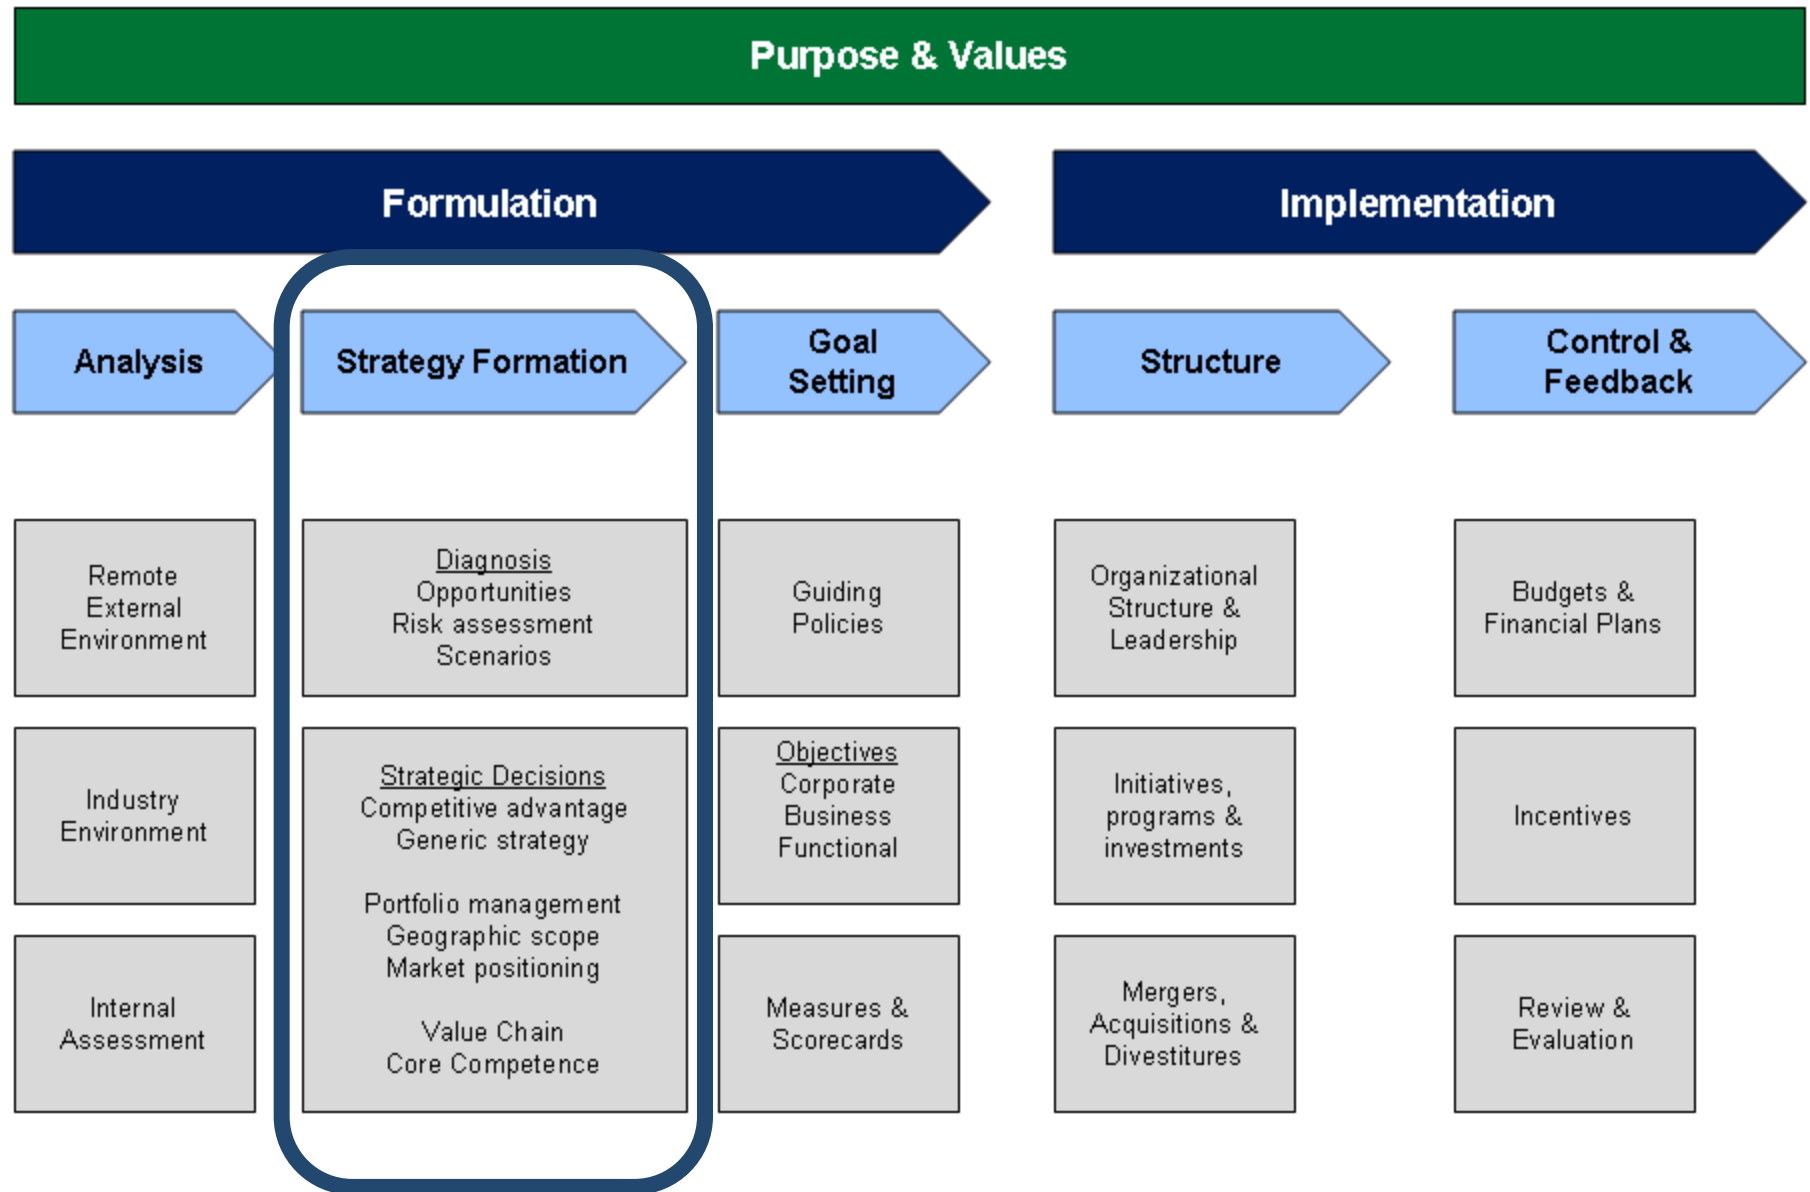 Purpose & Values
Formulation
Implementation
Analysis
Strategy Formation
Goal
Setting
Structure
Control &
Feedback
Remote
External
Environment
Industry
Environment
Internal
Assessment
Diagnosis
Opportunities
Risk assessment
Scenarios
Strategic Decisions
Competitive advantage
Generic strategy
Portfolio management
Geographic scope
Market positioning
Value Chain
Core Competence
Guiding
Policies
Objectives
Corporate
Business
Functional
Measures &
Scorecards
Organizational
Structure &
Leadership
Initiatives,
programs &
investments
Mergers,
Acquisitions &
Divestitures
Budgets &
Financial Plans
Incentives
Review &
Evaluation